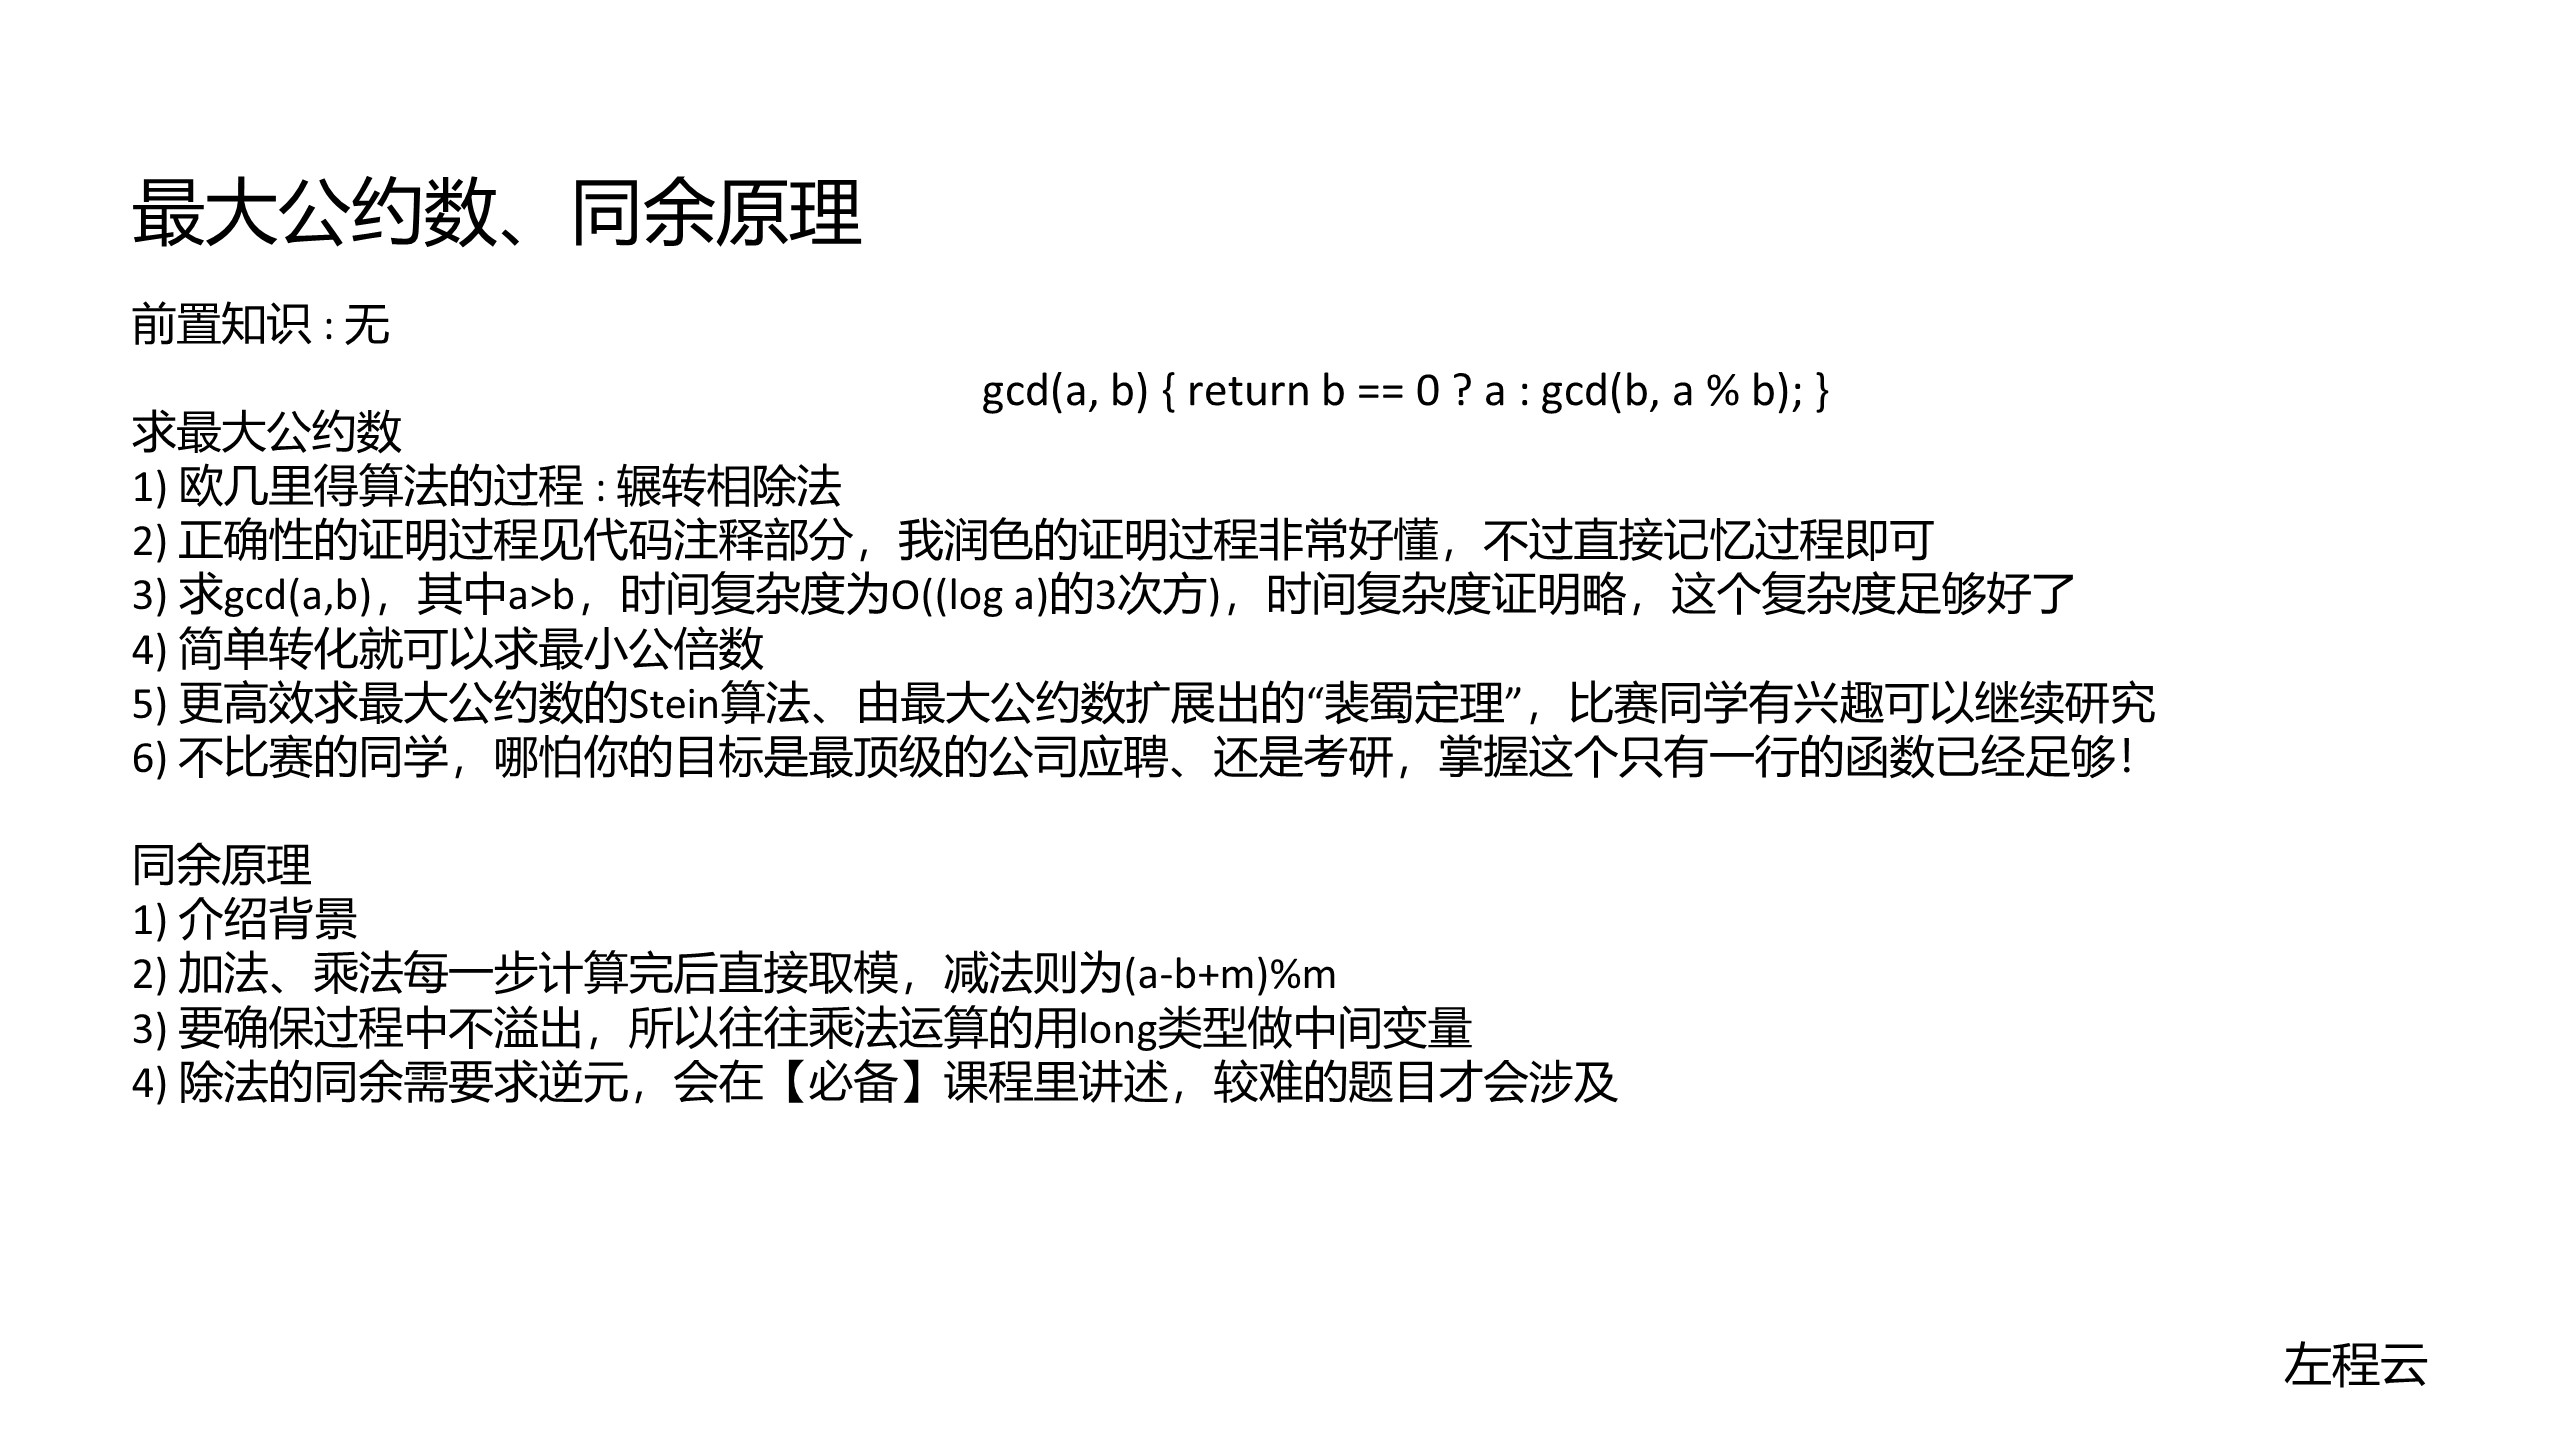 最大公约数、同余原理
前置知识 : 无
gcd(a, b) { return b == 0 ? a : gcd(b, a % b); }
求最大公约数
1) 欧几里得算法的过程 : 辗转相除法
2) 正确性的证明过程见代码注释部分，我润色的证明过程非常好懂，不过直接记忆过程即可
3) 求gcd(a,b)，其中a>b，时间复杂度为O((log a)的3次方)，时间复杂度证明略，这个复杂度足够好了
4) 简单转化就可以求最小公倍数
5) 更高效求最大公约数的Stein算法、由最大公约数扩展出的“裴蜀定理”，比赛同学有兴趣可以继续研究
6) 不比赛的同学，哪怕你的目标是最顶级的公司应聘、还是考研，掌握这个只有一行的函数已经足够！
同余原理
1) 介绍背景
2) 加法、乘法每一步计算完后直接取模，减法则为(a-b+m)%m
3) 要确保过程中不溢出，所以往往乘法运算的用long类型做中间变量
4) 除法的同余需要求逆元，会在【必备】课程里讲述，较难的题目才会涉及
左程云